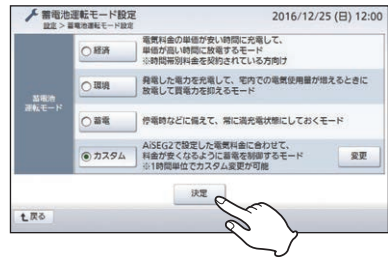 蓄電池運転モード設定
2016/12/25 (日) 12:00
設定 > 蓄電池運転モード設定
蓄電池
運転モード
経済
電気料金の単価が安い時間に充電して、
単価が高い時間に放電するモード
※時間帯別料金を契約されている方向け
環境
発電した電力を充電して、宅内での電気使用量が増えるときに
放電して買電力を抑えるモード
蓄電
停電時などに備えて、常に満充電状態にしておくモード
カスタム
AiSEG2で設定した電気料金に合わせて、
料金が安くなるように蓄電を制御するモード
※1時間単位でカスタム変更が可能
変更
決定
戻る